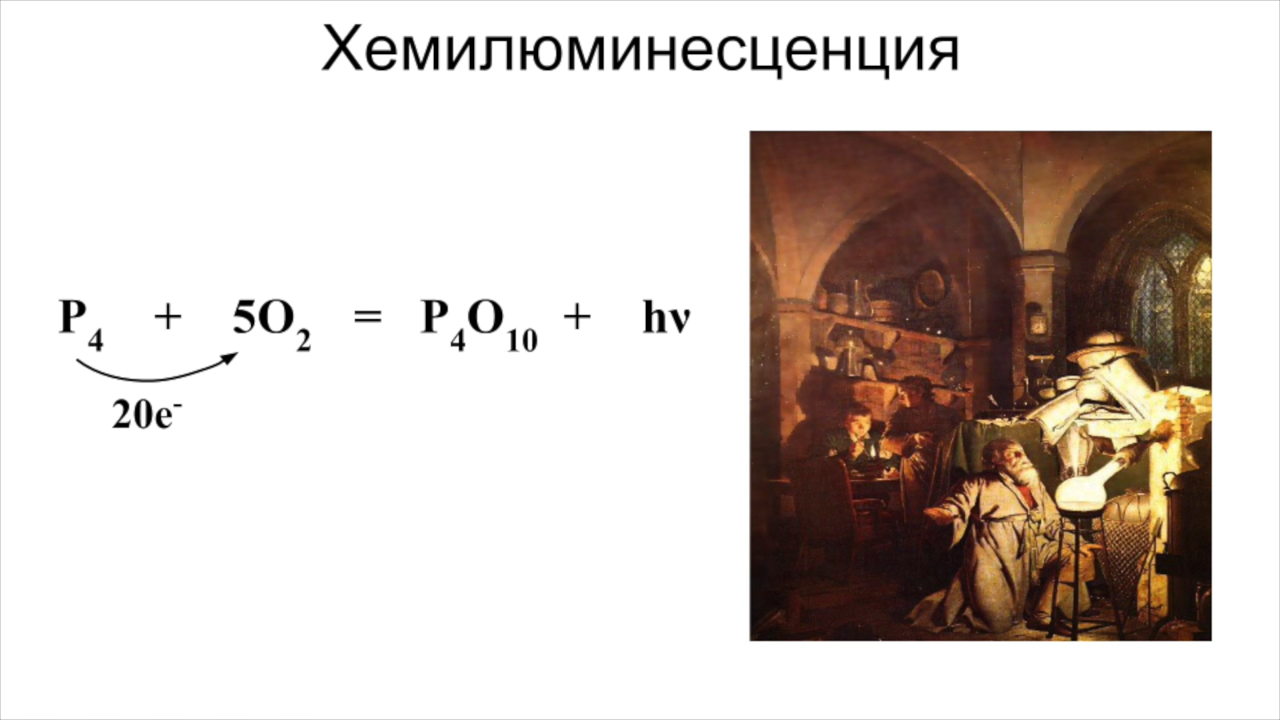 Хемилюминесценция
P₄ + 5O₂ = P₄O₁₀ + hν
20e⁻